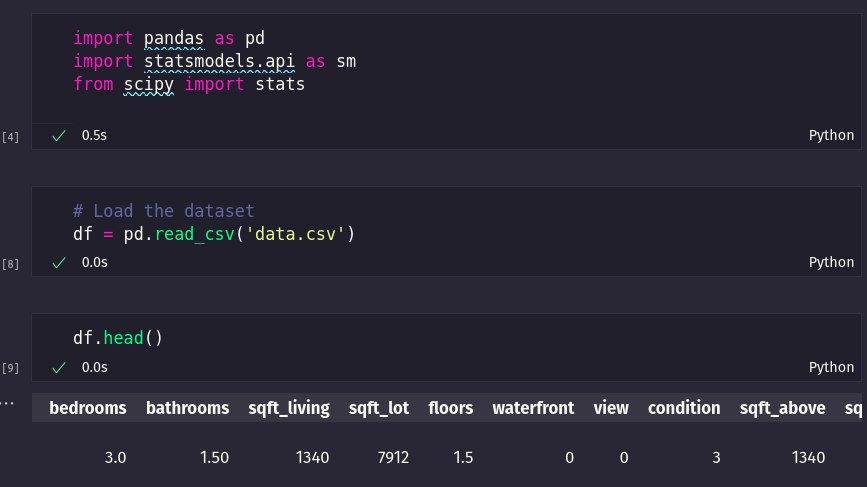 import pandas as pd
import statsmodels.api as sm
from scipy import stats
[4]
0.5s
Python
# Load the dataset
df = pd.read_csv('data.csv')
[8]
0.0s
Python
df.head()
[9]
0.0s
Python
...
bedrooms bathrooms sqft_living sqft_lot floors waterfront view condition sqft_above sq
3.0 1.50 1340 7912 1.5 0 0 3 1340